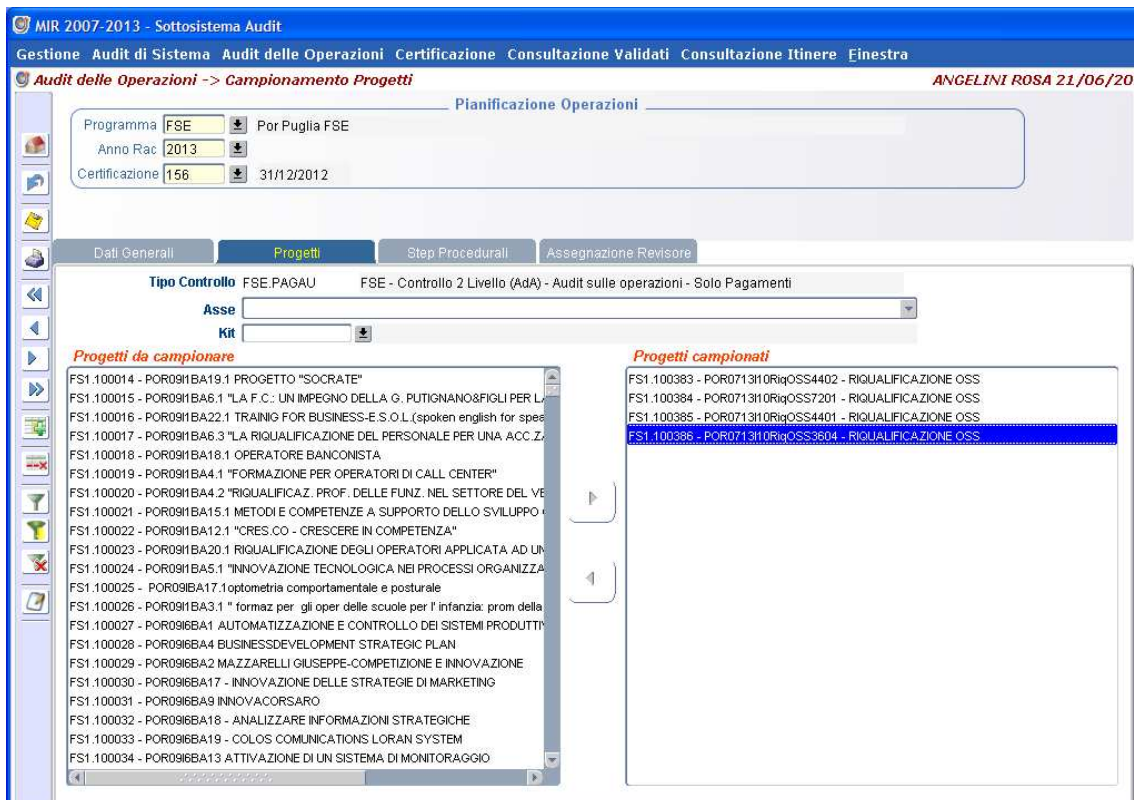 MIR 2007-2013 - Sottosistema Audit
Gestione Audit di Sistema Audit delle Operazioni Certificazione Consultazione Validati Consultazione Itinere Finestra
Audit delle Operazioni -> Campionamento Progetti ANGELINI ROSA 21/06/20
Pianificazione Operazioni
Programma FSE Por Puglia FSE
Anno Rac 2013
Certificazione 156 31/12/2012
Dati Generali Progetti Step Procedurali Assegnazione Revisore
Tipo Controllo FSE.PAGAU FSE - Controllo 2 Livello (AdA) - Audit sulle operazioni - Solo Pagamenti
Asse
Kit
Progetti da campionare Progetti campionati
FS1.100014 - POR09I1BA19.1 PROGETTO "SOCRATE"
FS1.100015 - POR09I1BA6.1 "LA F.C.: UN IMPEGNO DELLA G. PUTIGNANO&FIGLI PER
FS1.100016 - POR09I1BA22.1 TRAINIG FOR BUSINESS-E.S.O.L.(spoken english for spea
FS1.100017 - POR09I1BA6.3 "LA RIQUALIFICAZIONE DEL PERSONALE PER UNA ACC.ZA
FS1.100018 - POR09I1BA18.1 OPERATORE BANCONISTA
FS1.100019 - POR09I1BA4.1 "FORMAZIONE PER OPERATORI DI CALL CENTER"
FS1.100020 - POR09I1BA4.2 "RIQUALIFICAZ. PROF. DELLE FUNZ. NEL SETTORE DEL VE
FS1.100021 - POR09I1BA15.1 METODI E COMPETENZE A SUPPORTO DELLO SVILUPPO
FS1.100022 - POR09I1BA12.1 "CRES.CO - CRESCERE IN COMPETENZA"
FS1.100023 - POR09I1BA20.1 RIQUALIFICAZIONE DEGLI OPERATORI APPLICATA AD UN
FS1.100024 - POR09I1BA5.1 "INNOVAZIONE TECNOLOGICA NEI PROCESSI ORGANIZZA
FS1.100025 - POR09IBA17.1optometria comportamentale e posturale
FS1.100026 - POR09I1BA3.1 " formaz per gli oper delle scuole per l' infanzia: prom della
FS1.100027 - POR09I6BA1 AUTOMATIZZAZIONE E CONTROLLO DEI SISTEMI PRODUTTIV
FS1.100028 - POR09I6BA4 BUSINESSDEVELOPMENT STRATEGIC PLAN
FS1.100029 - POR09I6BA2 MAZZARELLI GIUSEPPE-COMPETIZIONE E INNOVAZIONE
FS1.100030 - POR09I6BA17 - INNOVAZIONE DELLE STRATEGIE DI MARKETING
FS1.100031 - POR09I6BA9 INNOVACORSARO
FS1.100032 - POR09I6BA18 - ANALIZZARE INFORMAZIONI STRATEGICHE
FS1.100033 - POR09I6BA19 - COLOS COMUNICATIONS LORAN SYSTEM
FS1.100034 - POR09I6BA13 ATTIVAZIONE DI UN SISTEMA DI MONITORAGGIO
FS1.100383 - POR0713I10RiqOSS4402 - RIQUALIFICAZIONE OSS
FS1.100384 - POR0713I10RiqOSS7201 - RIQUALIFICAZIONE OSS
FS1.100385 - POR0713I10RiqOSS4401 - RIQUALIFICAZIONE OSS
FS1.100386 - POR0713I10RiqOSS3604 - RIQUALIFICAZIONE OSS